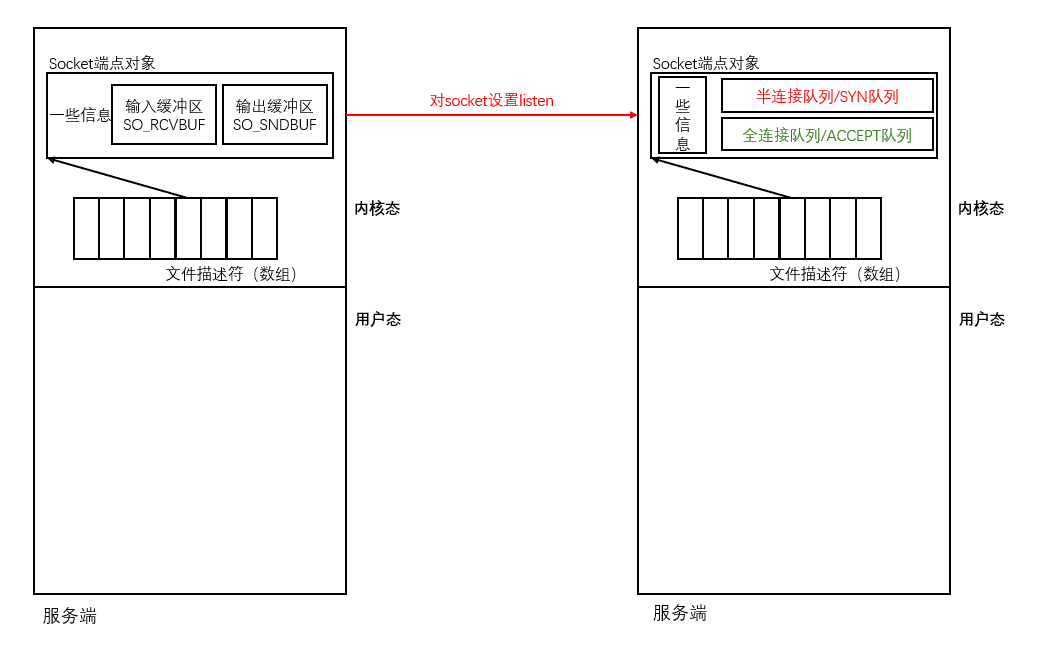 Socket端点对象
一些信息
输入缓冲区
SO_RCVBUF
输出缓冲区
SO_SNDBUF
文件描述符（数组）
内核态
用户态
服务端
对socket设置listen
Socket端点对象
一
些
信
息
半连接队列/SYN队列
全连接队列/ACCEPT队列
文件描述符（数组）
内核态
用户态
服务端